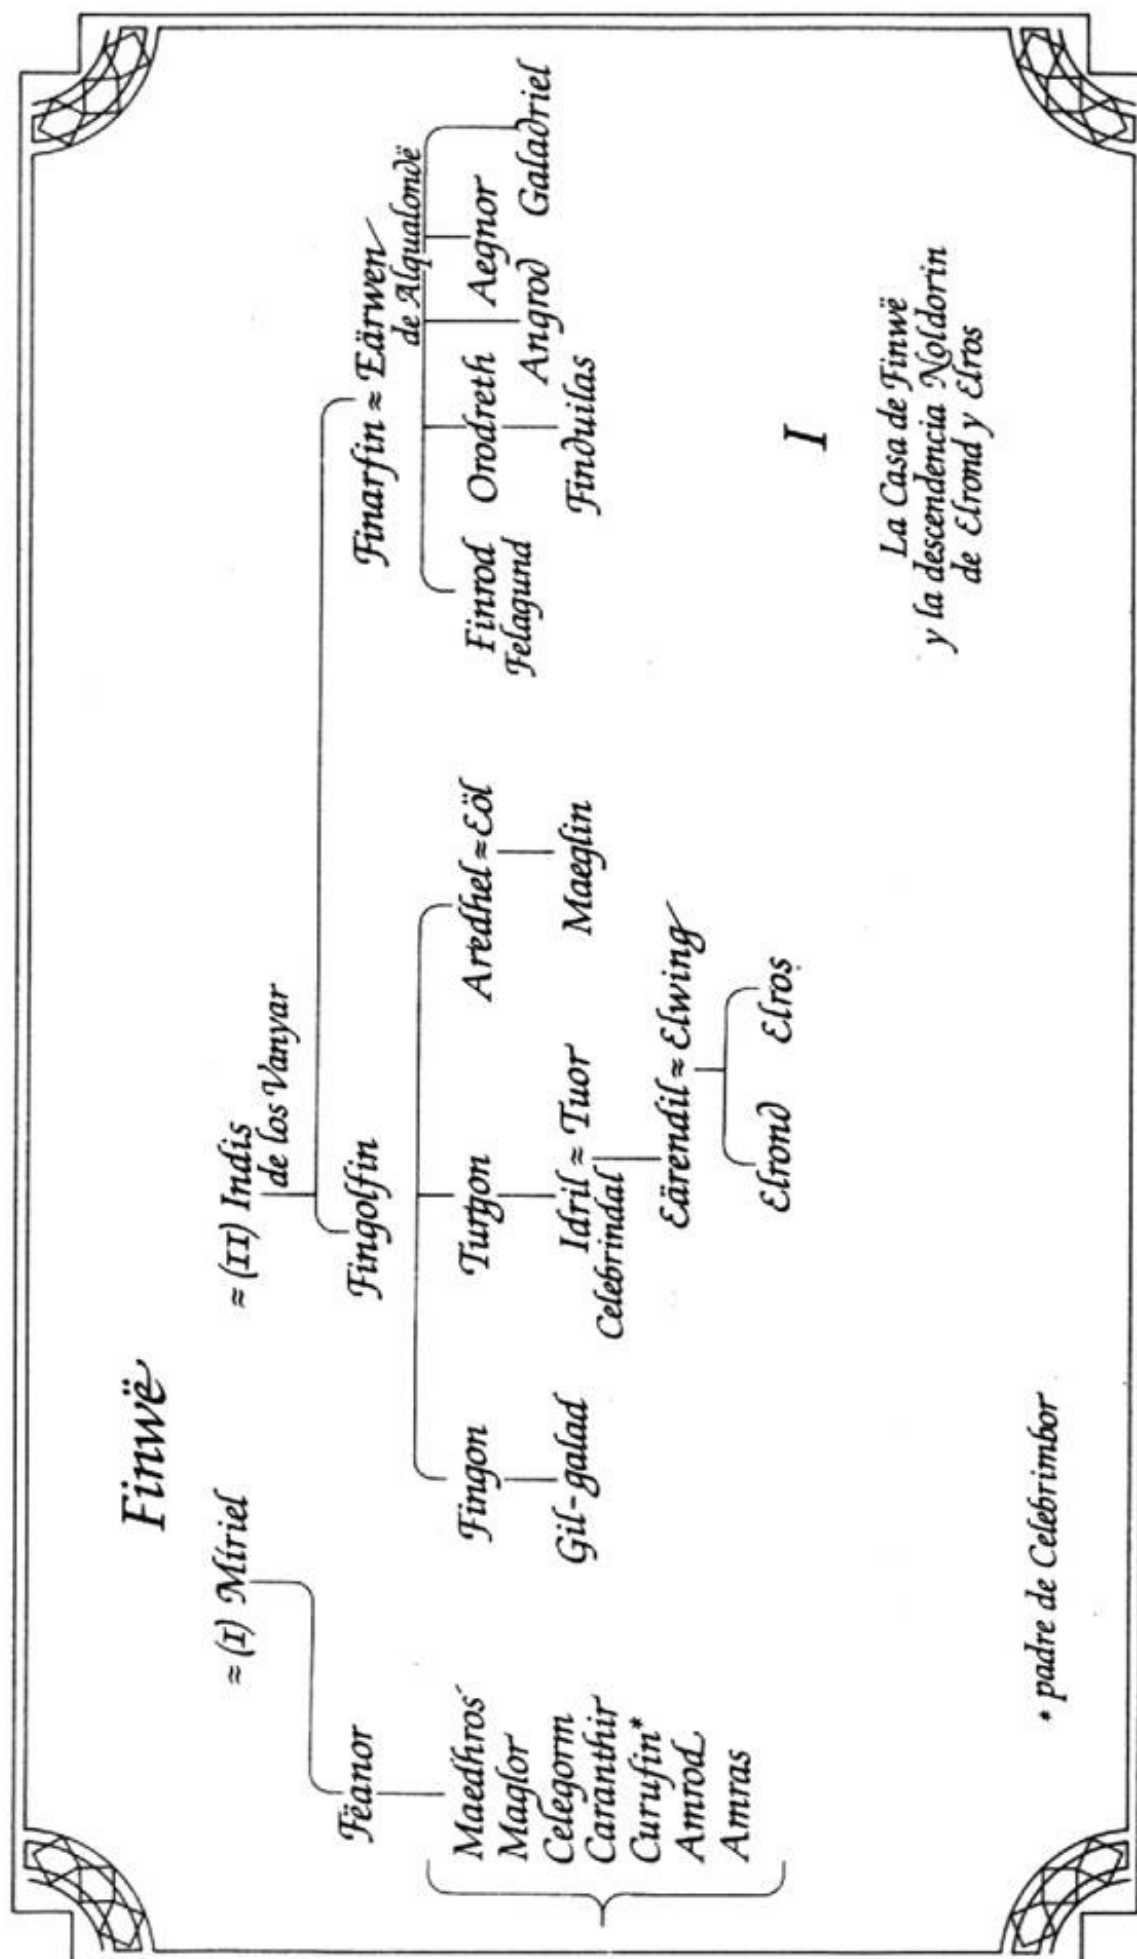 Finwë
≈ (I) Míriel
≈ (II) Indis
de los Vanyar
Fëanor
Fingolfin
Finarfin ≈ Eärwen
de Alqualondë
Maedhros
Maglor
Celegorm
Caranthir
Curufin*
Amrod
Amras
Fingon
Turgon
Aredhel ≈ Eöl
Finrod
Felagund
Orodreth
Angrod
Aegnor
Galadriel
Gil-galad
Idril ≈ Tuor
Celebrindal
Maeglin
Finduilas
Eärendil ≈ Elwing
Elrond
Elros
I
La Casa de Finwë
y la descendencia Noldorin
de Elrond y Elros
* padre de Celebrimbor